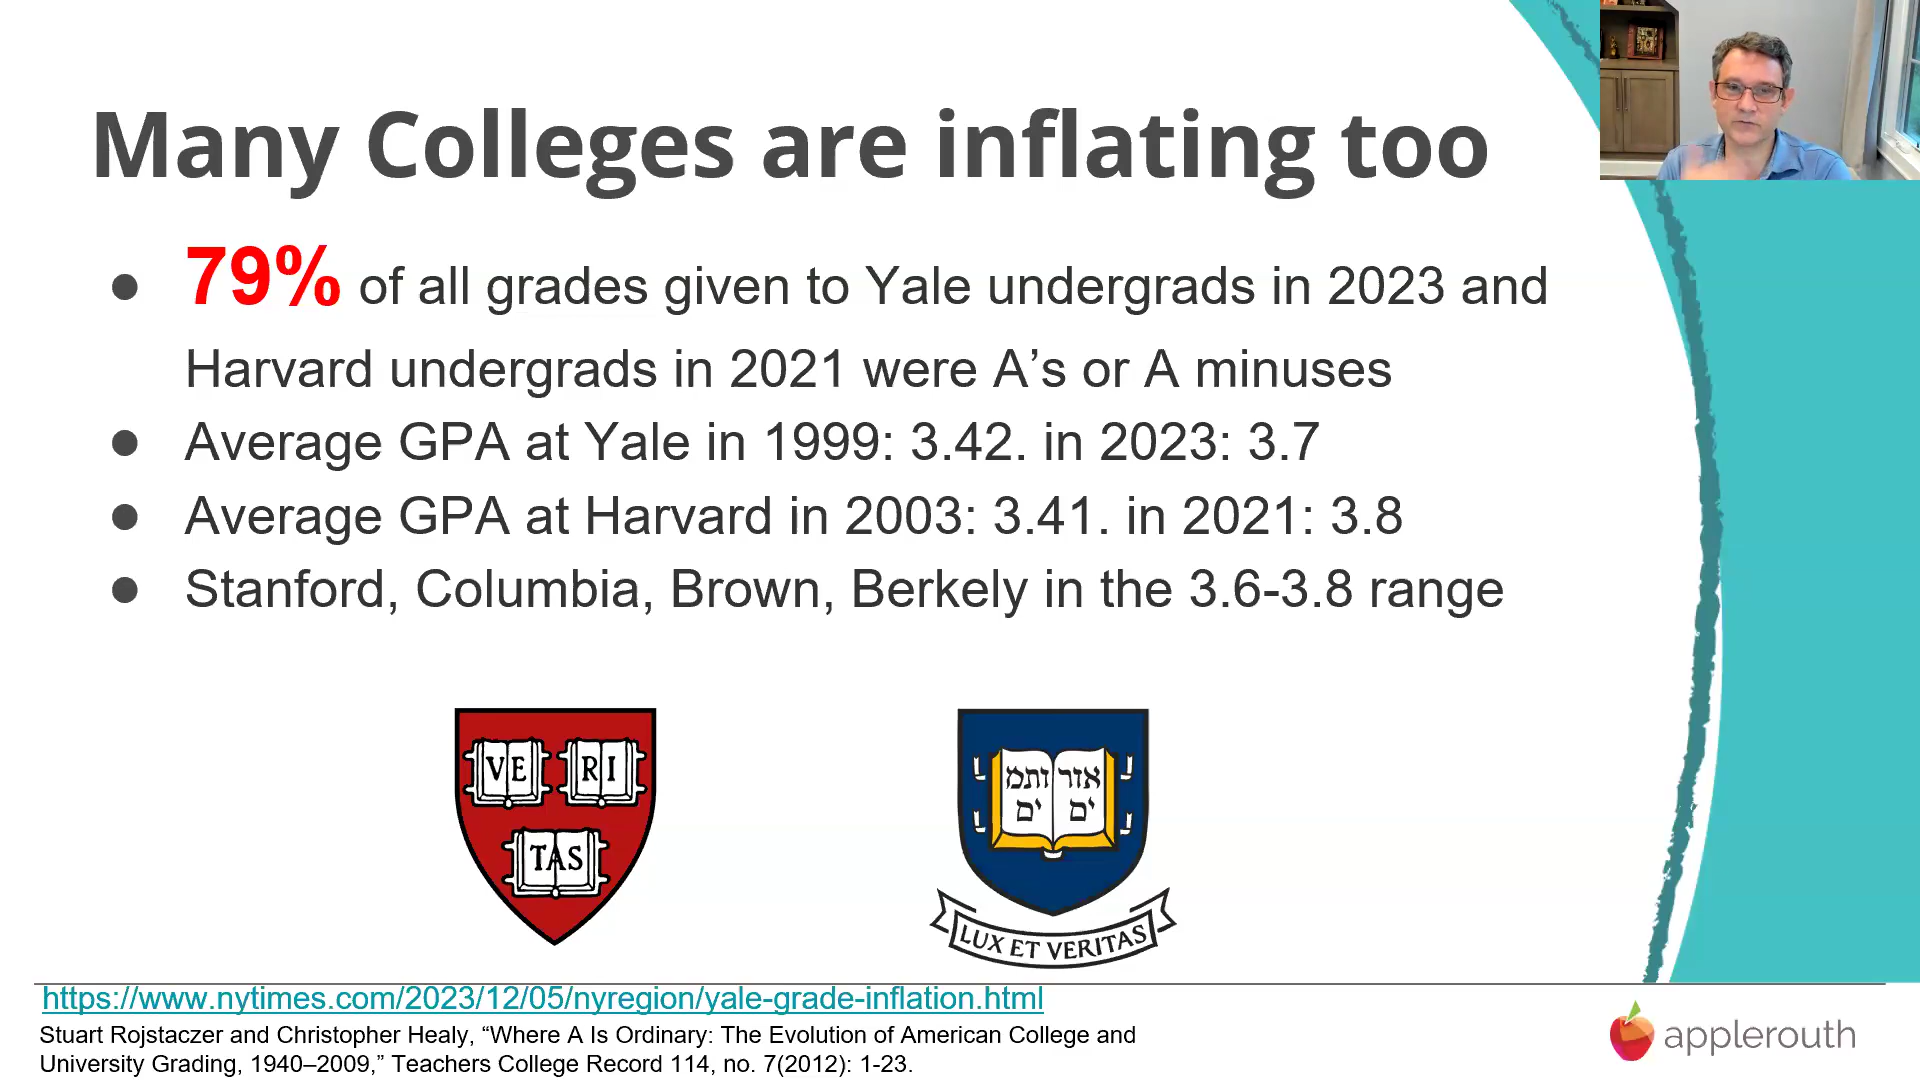 Many Colleges are inflating too
● 79% of all grades given to Yale undergrads in 2023 and
Harvard undergrads in 2021 were A’s or A minuses
● Average GPA at Yale in 1999: 3.42. in 2023: 3.7
● Average GPA at Harvard in 2003: 3.41. in 2021: 3.8
● Stanford, Columbia, Brown, Berkely in the 3.6-3.8 range
VE RI
TAS
אזר ותמ
ים ים
LUX ET VERITAS
https://www.nytimes.com/2023/12/05/nyregion/yale-grade-inflation.html
Stuart Rojstaczer and Christopher Healy, “Where A Is Ordinary: The Evolution of American College and
University Grading, 1940–2009,” Teachers College Record 114, no. 7(2012): 1-23.
applerouth